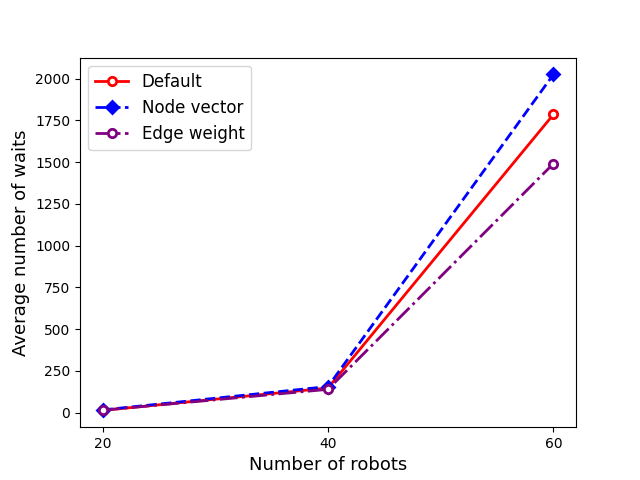 Default
Node vector
Edge weight
2000
1750
1500
1250
1000
750
500
250
0
Average number of waits
20
40
60
Number of robots